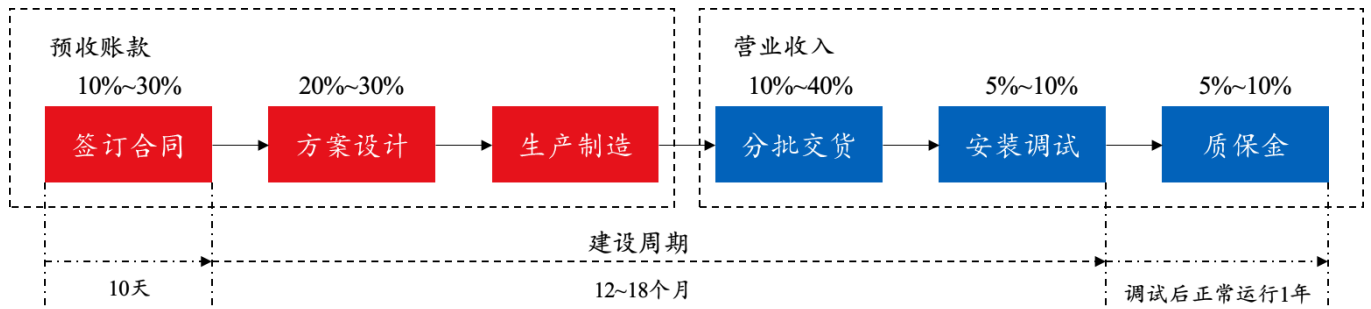 预收账款
营业收入
10%~30%
20%~30%
10%~40%
5%~10%
5%~10%
签订合同
方案设计
生产制造
分批交货
安装调试
质保金
建设周期
10天
12~18个月
调试后正常运行1年